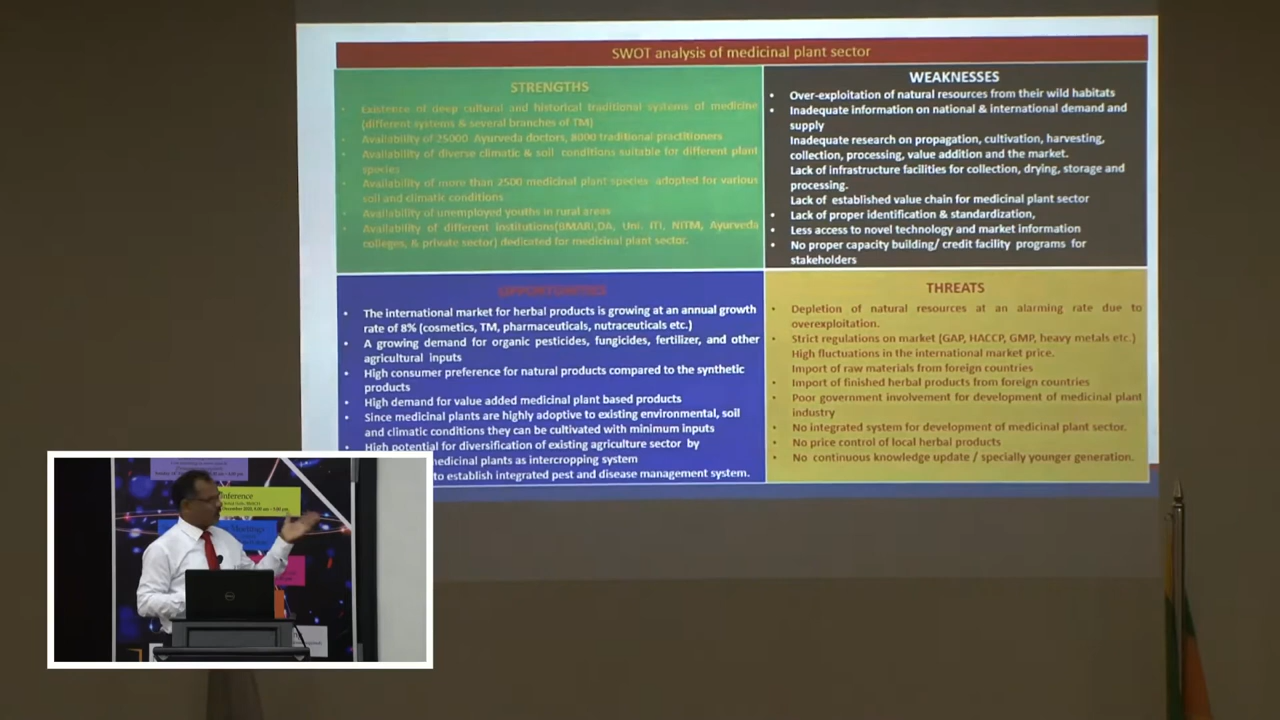 SWOT analysis of medicinal plant sector
STRENGTHS
• Existence of deep cultural and historical traditional systems of medicine
(different systems & several branches of TM)
• Availability of 25000 Ayurveda doctors, 8000 traditional practitioners
• Availability of diverse climatic & soil conditions suitable for different plant
species
• Availability of more than 2500 medicinal plant species adopted for various
soil and climatic conditions
• Availability of unemployed youths in rural areas
• Availability of different institutions(BMARI,DA, Uni. ITI, NITM, Ayurveda
colleges, & private sector) dedicated for medicinal plant sector.
WEAKNESSES
• Over-exploitation of natural resources from their wild habitats
• Inadequate information on national & international demand and
supply
Inadequate research on propagation, cultivation, harvesting,
collection, processing, value addition and the market.
Lack of infrastructure facilities for collection, drying, storage and
processing.
Lack of established value chain for medicinal plant sector
• Lack of proper identification & standardization,
• Less access to novel technology and market information
• No proper capacity building/ credit facility programs for
stakeholders
• The international market for herbal products is growing at an annual growth
rate of 8% (cosmetics, TM, pharmaceuticals, nutraceuticals etc.)
• A growing demand for organic pesticides, fungicides, fertilizer, and other
agricultural inputs
• High consumer preference for natural products compared to the synthetic
products
• High demand for value added medicinal plant based products
• Since medicinal plants are highly adoptive to existing environmental, soil
and climatic conditions they can be cultivated with minimum inputs
• High potential for diversification of existing agriculture sector by
medicinal plants as intercropping system
to establish integrated pest and disease management system.
THREATS
• Depletion of natural resources at an alarming rate due to
overexploitation.
• Strict regulations on market (GAP, HACCP, GMP, heavy metals etc.)
High fluctuations in the international market price.
Import of raw materials from foreign countries
• Import of finished herbal products from foreign countries
• Poor government involvement for development of medicinal plant
industry
• No integrated system for development of medicinal plant sector.
• No price control of local herbal products
• No continuous knowledge update / specially younger generation.
nference
Meetings
DELL